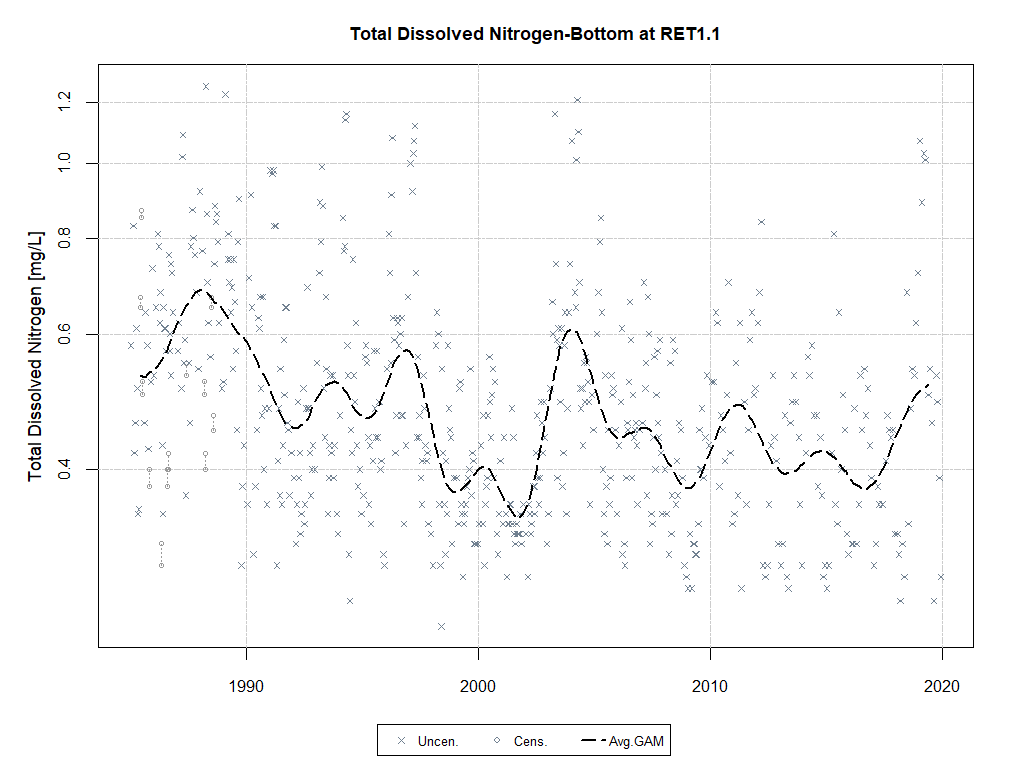 Total Dissolved Nitrogen-Bottom at RET1.1
Total Dissolved Nitrogen [mg/L]
1.2
1.0
0.8
0.6
0.4
1990 2000 2010 2020
Uncen. Cens. Avg.GAM